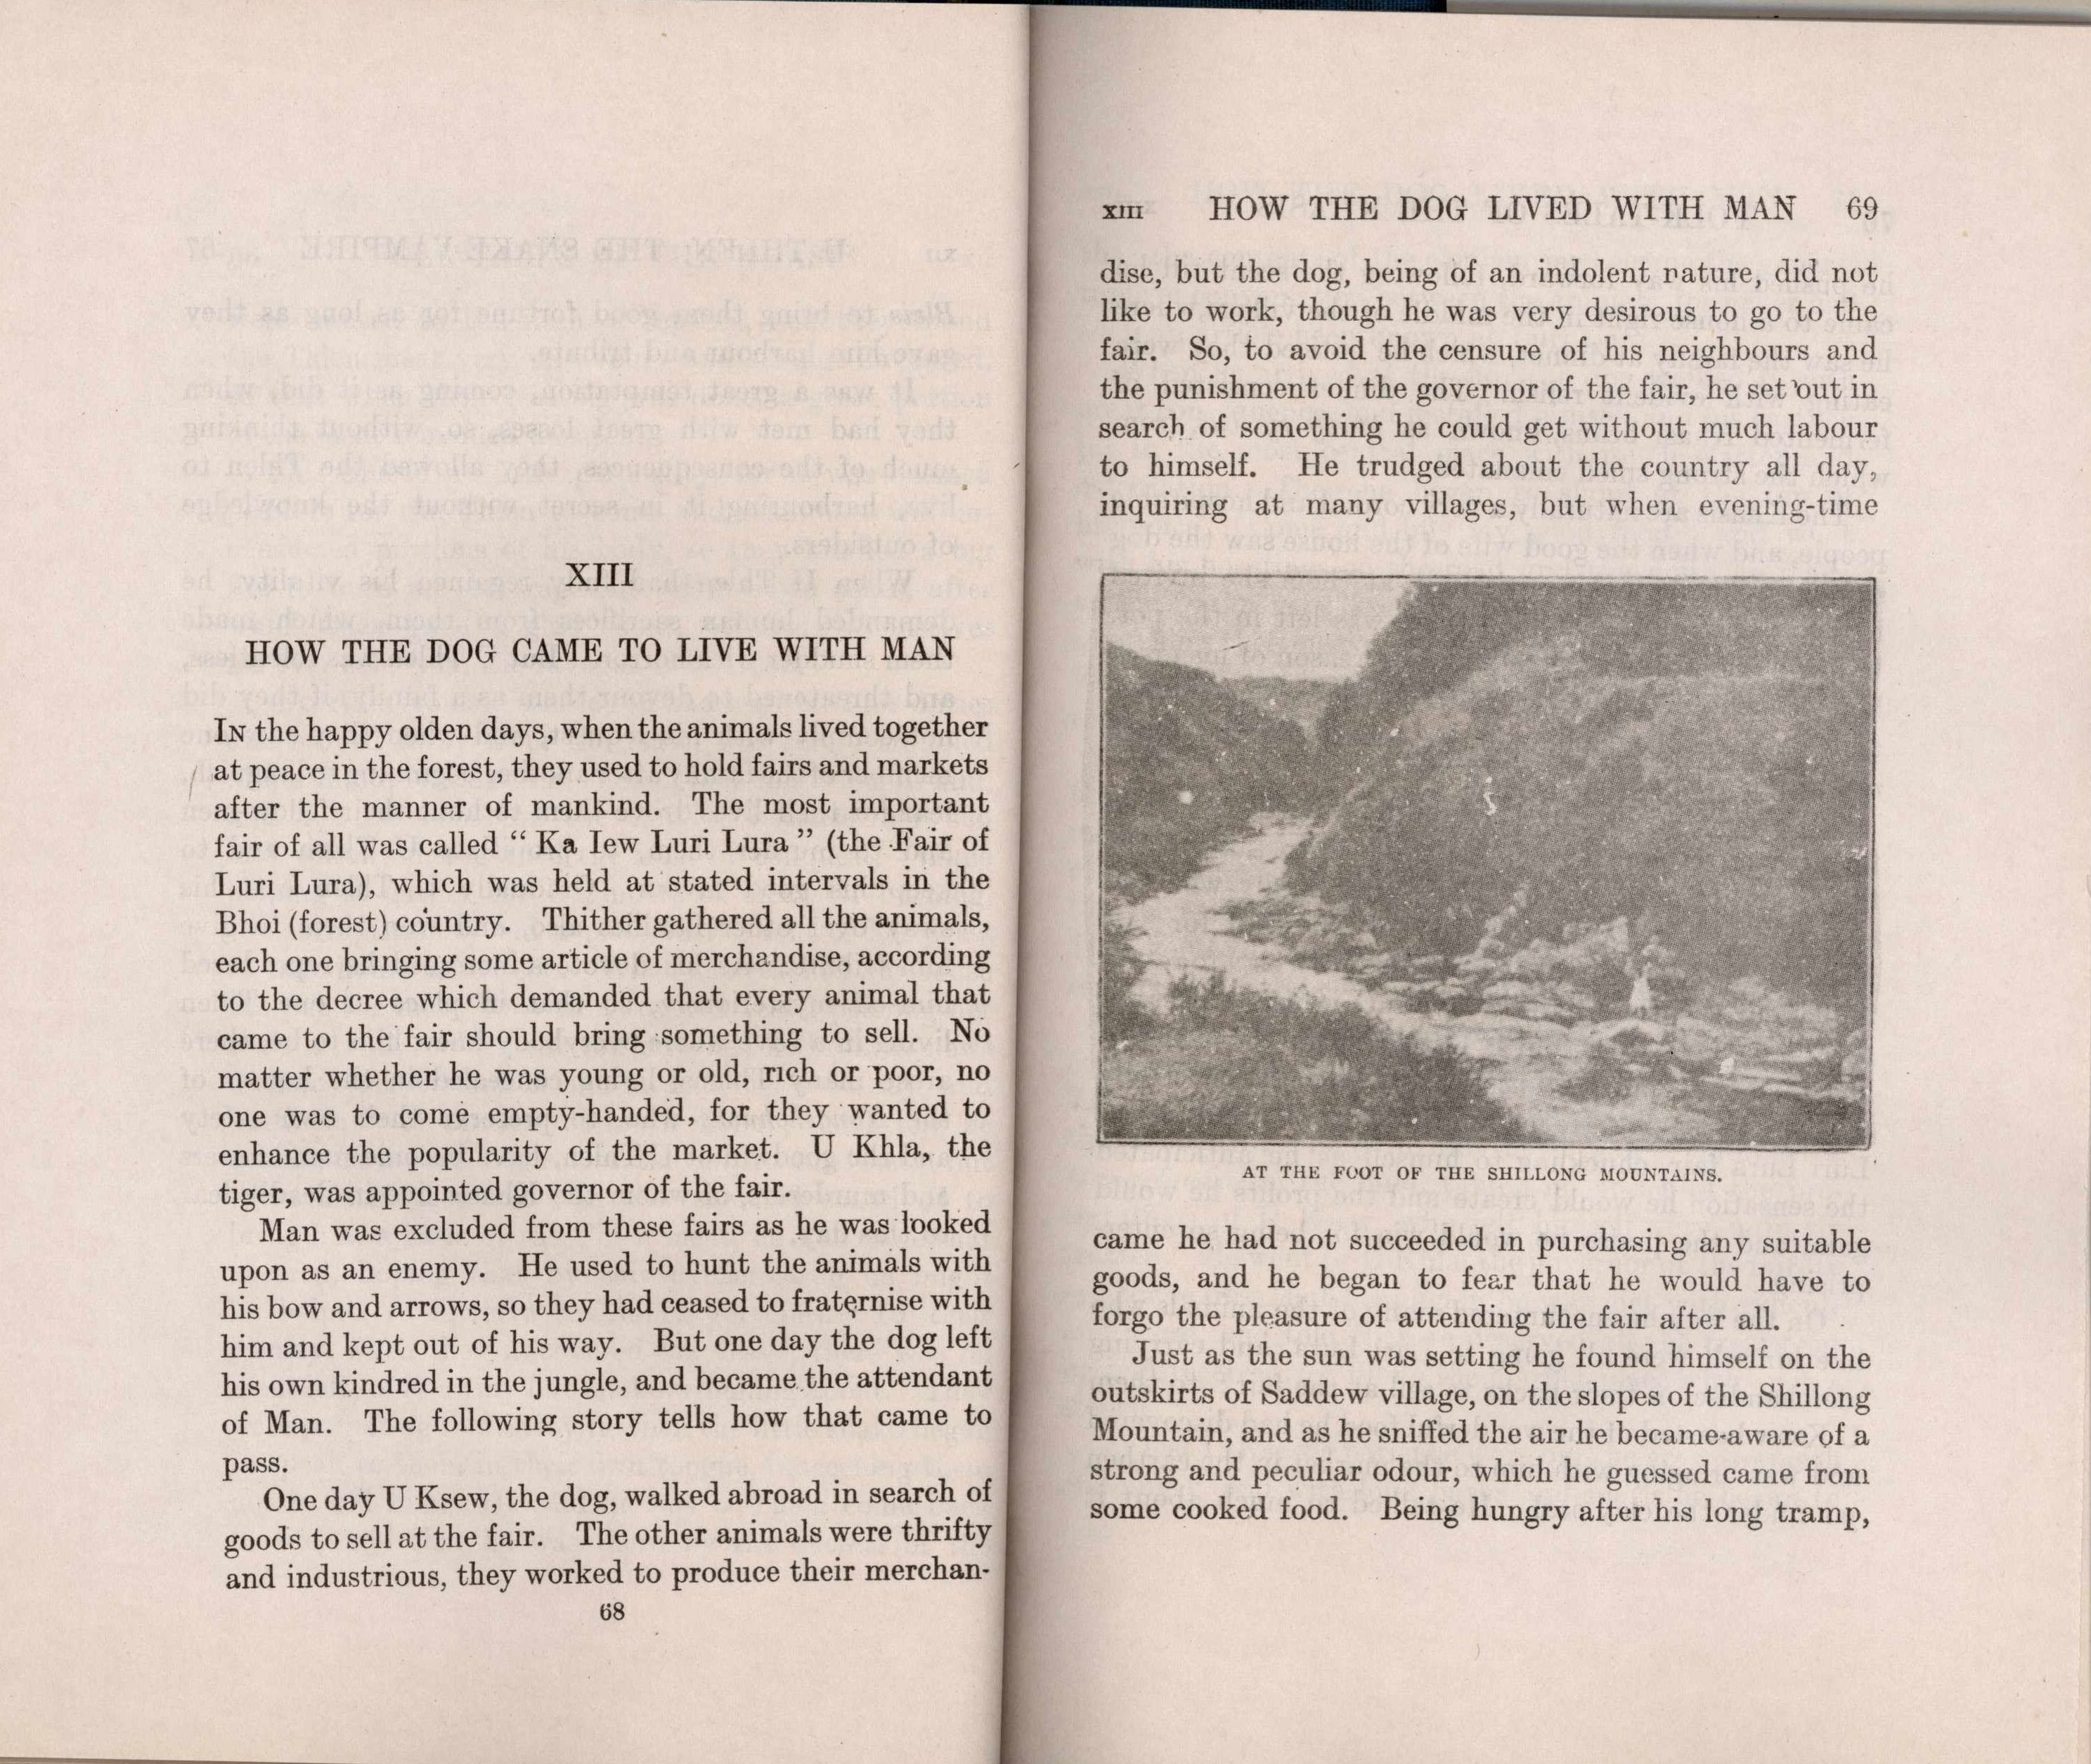 XIII
HOW THE DOG CAME TO LIVE WITH MAN
In the happy olden days, when the animals lived together
at peace in the forest, they used to hold fairs and markets
after the manner of mankind. The most important
fair of all was called “ Ka Iew Luri Lura ” (the Fair of
Luri Lura), which was held at stated intervals in the
Bhoi (forest) country. Thither gathered all the animals,
each one bringing some article of merchandise, according
to the decree which demanded that every animal that
came to the fair should bring something to sell. No
matter whether he was young or old, rich or poor, no
one was to come empty-handed, for they wanted to
enhance the popularity of the market. U Khla, the
tiger, was appointed governor of the fair.
Man was excluded from these fairs as he was looked
upon as an enemy. He used to hunt the animals with
his bow and arrows, so they had ceased to fraternise with
him and kept out of his way. But one day the dog left
his own kindred in the jungle, and became the attendant
of Man. The following story tells how that came to
pass.
One day U Ksew, the dog, walked abroad in search of
goods to sell at the fair. The other animals were thrifty
and industrious, they worked to produce their merchan-
68
XIII HOW THE DOG LIVED WITH MAN 69
dise, but the dog, being of an indolent nature, did not
like to work, though he was very desirous to go to the
fair. So, to avoid the censure of his neighbours and
the punishment of the governor of the fair, he set out in
search of something he could get without much labour
to himself. He trudged about the country all day,
inquiring at many villages, but when evening-time
AT THE FOOT OF THE SHILLONG MOUNTAINS.
came he had not succeeded in purchasing any suitable
goods, and he began to fear that he would have to
forgo the pleasure of attending the fair after all.
Just as the sun was setting he found himself on the
outskirts of Saddew village, on the slopes of the Shillong
Mountain, and as he sniffed the air he became aware of a
strong and peculiar odour, which he guessed came from
some cooked food. Being hungry after his long tramp,